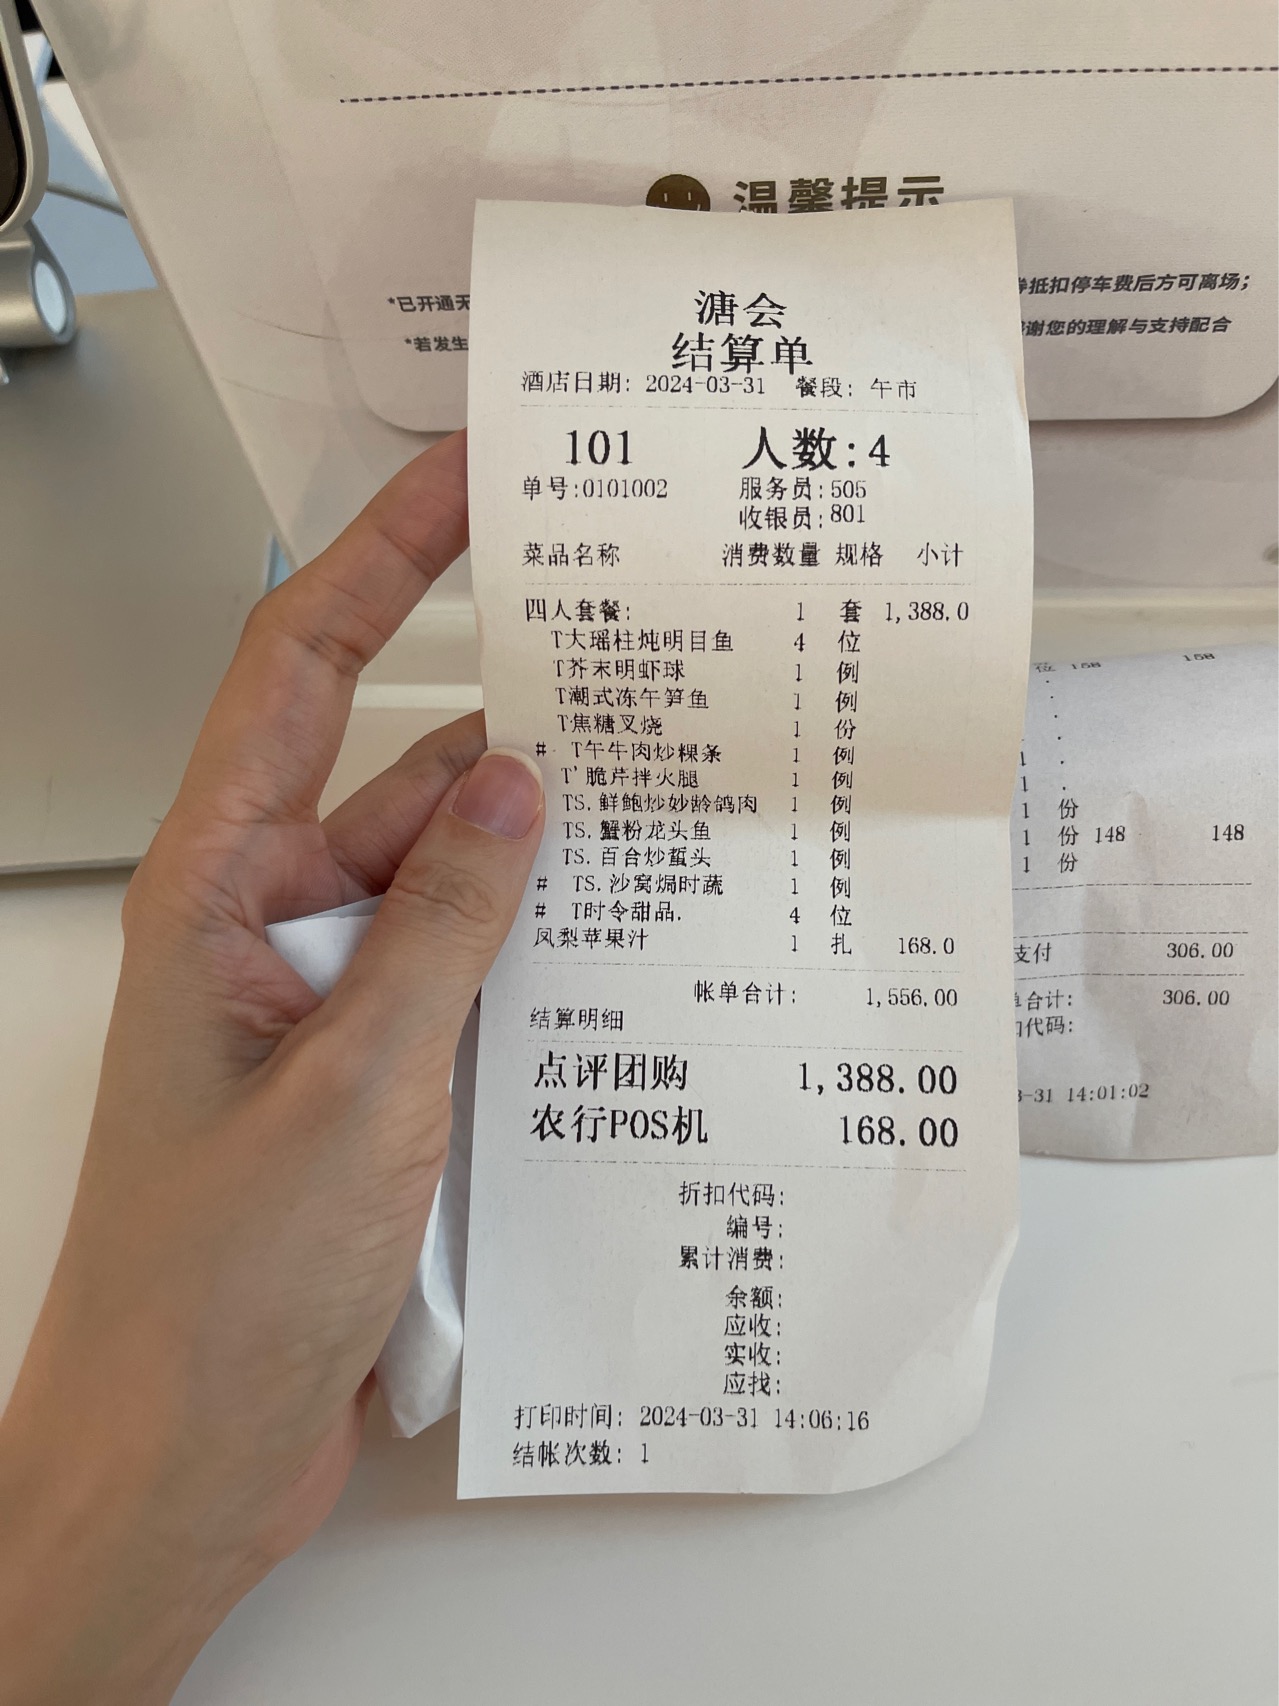 温馨提示
*已开通无
券抵扣停车费后方可离场；
*若发生
谢您的理解与支持配合
溏会
结算单
酒店日期: 2024-03-31 餐段: 午市
101 人数:4
单号:0101002 服务员:505
收银员:801
菜品名称 消费数量 规格 小计
四人套餐: 1 套 1,388.0
T大瑶柱炖明目鱼 4 位
T芥末明虾球 1 例
T潮式冻午笋鱼 1 例
T焦糖叉烧 1 份
# T午牛肉炒粿条 1 例
T'脆芹拌火腿 1 例
TS.鲜鲍炒妙龄鸽肉 1 例
TS.蟹粉龙头鱼 1 例
TS.百合炒蜇头 1 例
# TS.沙窝焗时蔬 1 例
# T时令甜品. 4 位
凤梨苹果汁 1 扎 168.0
帐单合计: 1,556.00
结算明细
点评团购 1,388.00
农行POS机 168.00
折扣代码:
编号:
累计消费:
余额:
应收:
实收:
应找:
打印时间: 2024-03-31 14:06:16
结帐次数: 1
位 158 158
1
1
1 份
1 份 148 148
1 份
支付 306.00
单合计: 306.00
扣代码:
3-31 14:01:02